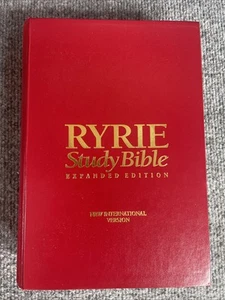 RYRIE
Study Bible
EXPANDED EDITION
NEW INTERNATIONAL
VERSION